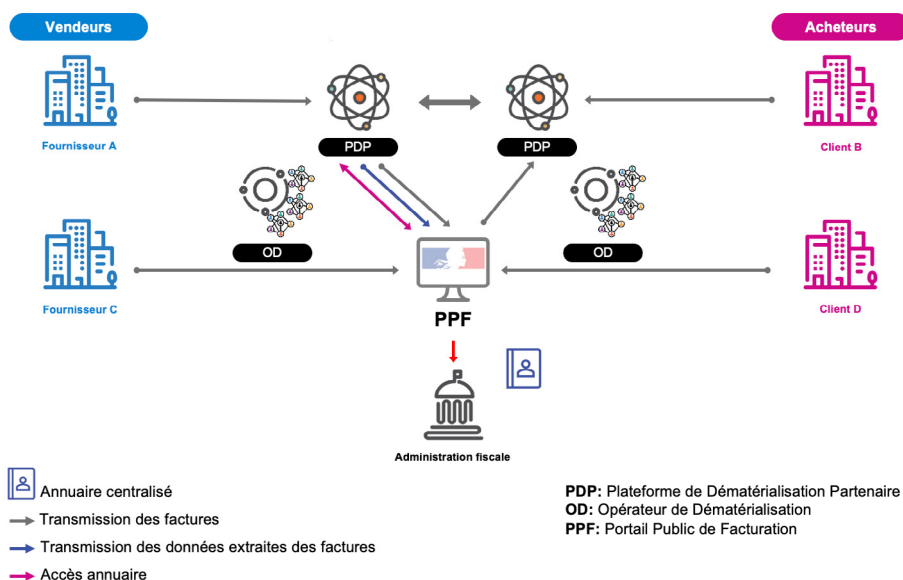 Vendeurs
Acheteurs
Fournisseur A
PDP
PDP
Client B
OD
OD
Fournisseur C
PPF
Client D
Administration fiscale
Annuaire centralisé
Transmission des factures
Transmission des données extraites des factures
Accès annuaire
PDP: Plateforme de Dématérialisation Partenaire
OD: Opérateur de Dématérialisation
PPF: Portail Public de Facturation